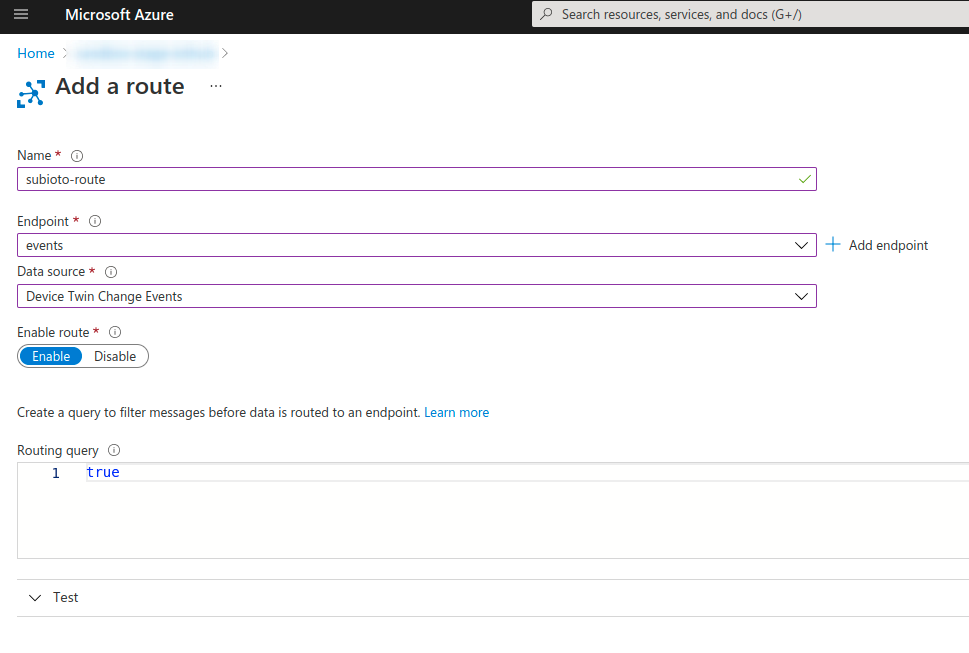 Microsoft Azure
Search resources, services, and docs (G+/)
Home
Add a route ...
Name *
subioto-route
Endpoint *
events
Add endpoint
Data source *
Device Twin Change Events
Enable route *
Enable Disable
Create a query to filter messages before data is routed to an endpoint. Learn more
Routing query
1 true
Test